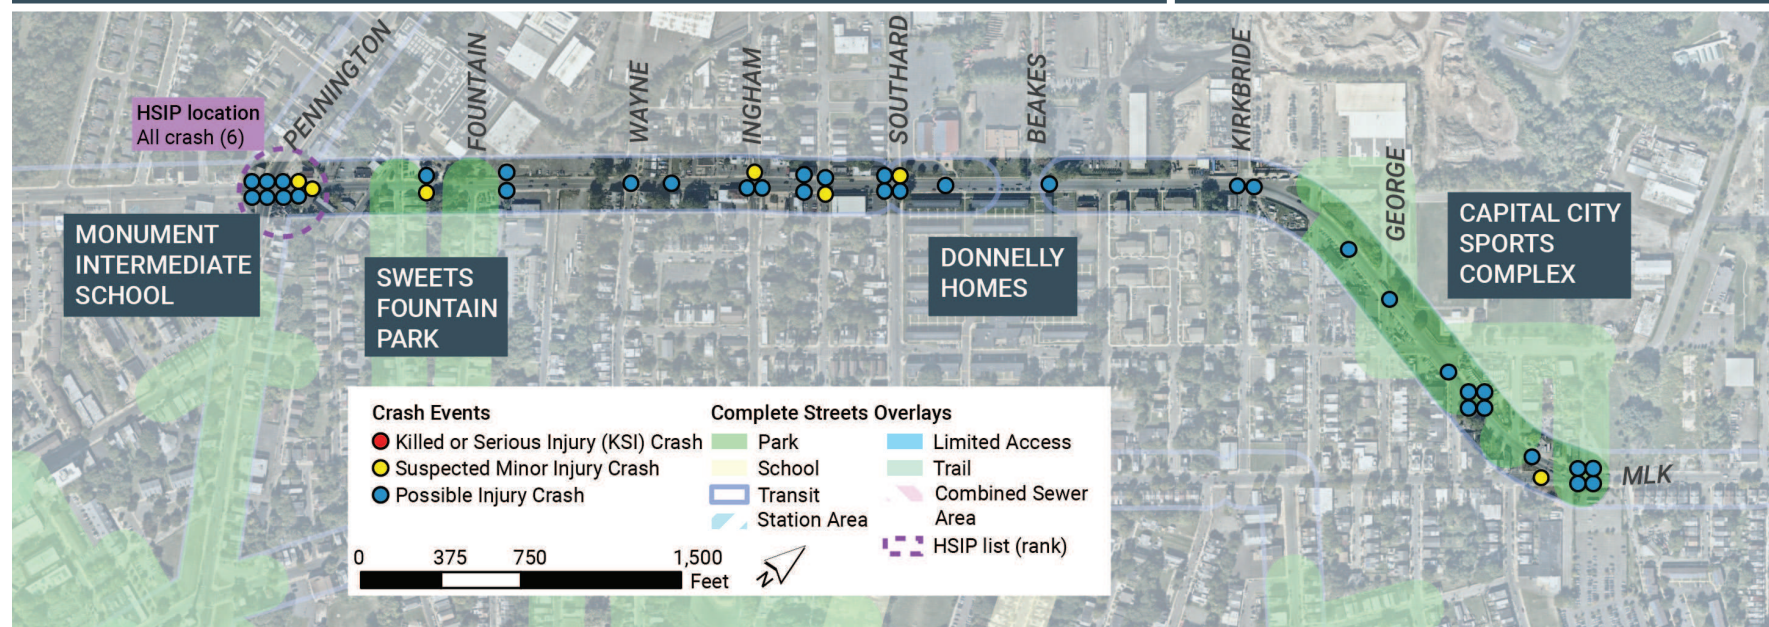 HSIP location
All crash (6)
PENNINGTON
FOUNTAIN
WAYNE
INGHAM
SOUTHARD
BEAKES
KIRKBRIDE
GEORGE
MLK
MONUMENT
INTERMEDIATE
SCHOOL
SWEETS
FOUNTAIN
PARK
DONNELLY
HOMES
CAPITAL CITY
SPORTS
COMPLEX
Crash Events
Killed or Serious Injury (KSI) Crash
Suspected Minor Injury Crash
Possible Injury Crash
Complete Streets Overlays
Park
School
Transit
Station Area
Limited Access
Trail
Combined Sewer
Area
HSIP list (rank)
0 375 750 1,500
Feet
N